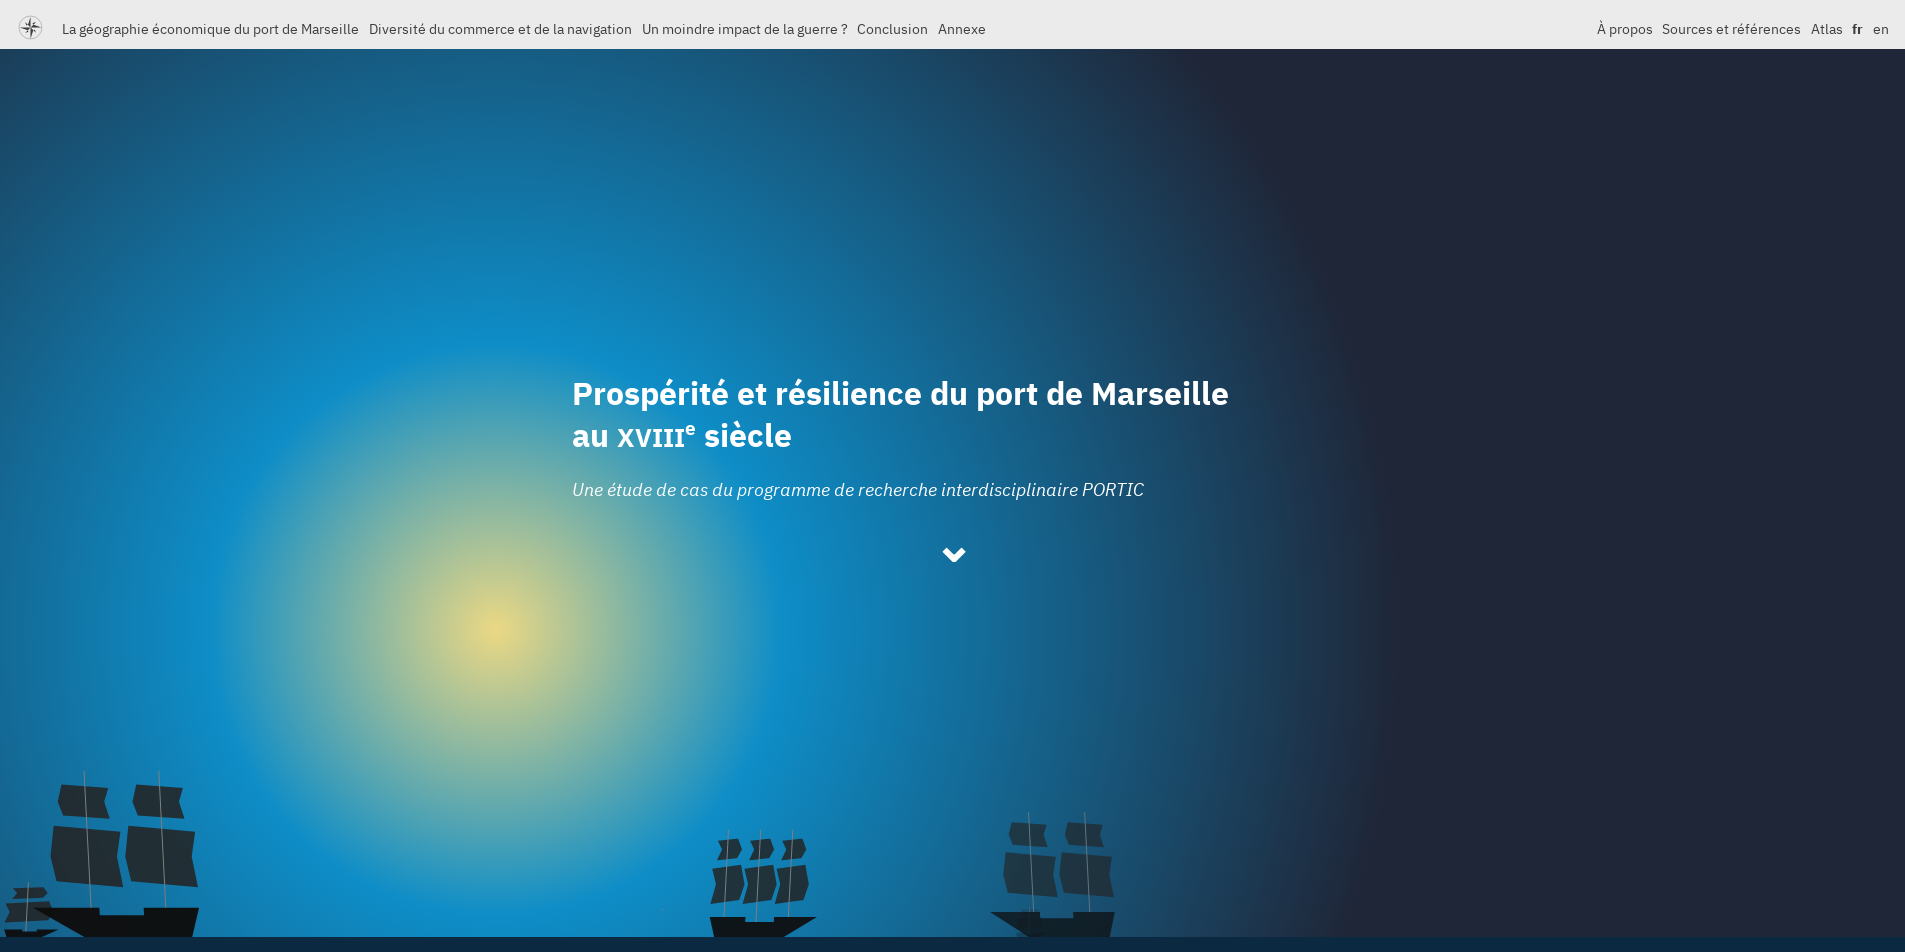 La géographie économique du port de Marseille Diversité du commerce et de la navigation Un moindre impact de la guerre ? Conclusion Annexe À propos Sources et références Atlas fr en
Prospérité et résilience du port de Marseille
au XVIIIe siècle
Une étude de cas du programme de recherche interdisciplinaire PORTIC